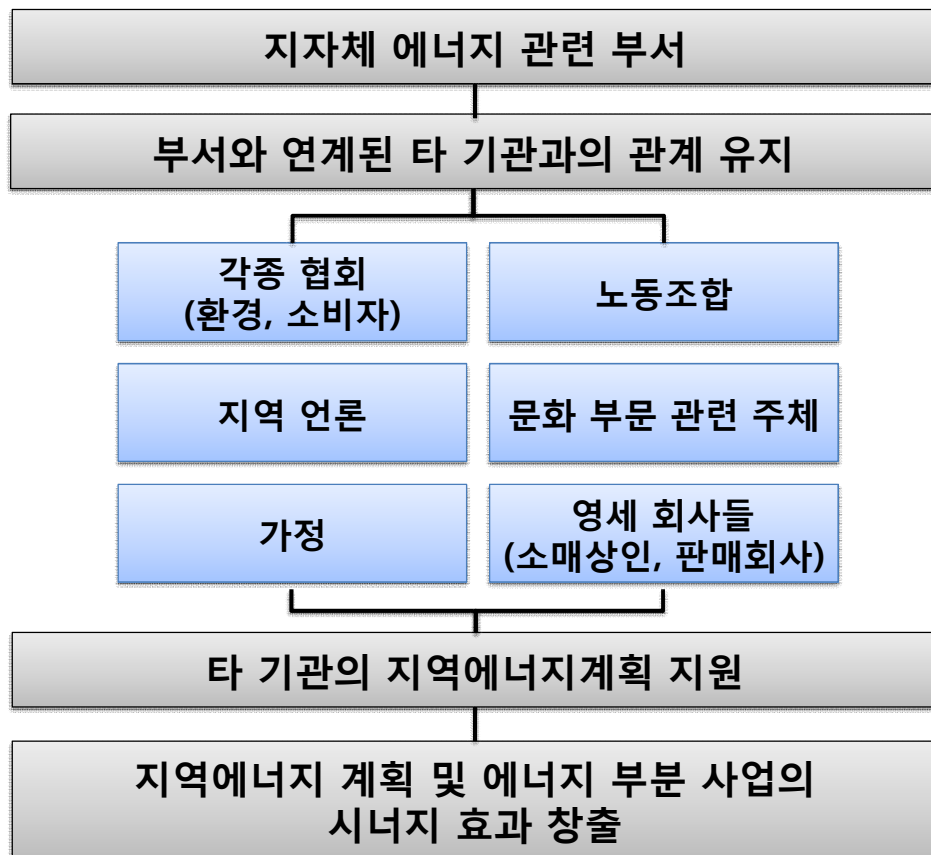 지자체 에너지 관련 부서
부서와 연계된 타 기관과의 관계 유지
각종 협회
(환경, 소비자)
노동조합
지역 언론
문화 부문 관련 주체
가정
영세 회사들
(소매상인, 판매회사)
타 기관의 지역에너지계획 지원
지역에너지 계획 및 에너지 부분 사업의
시너지 효과 창출